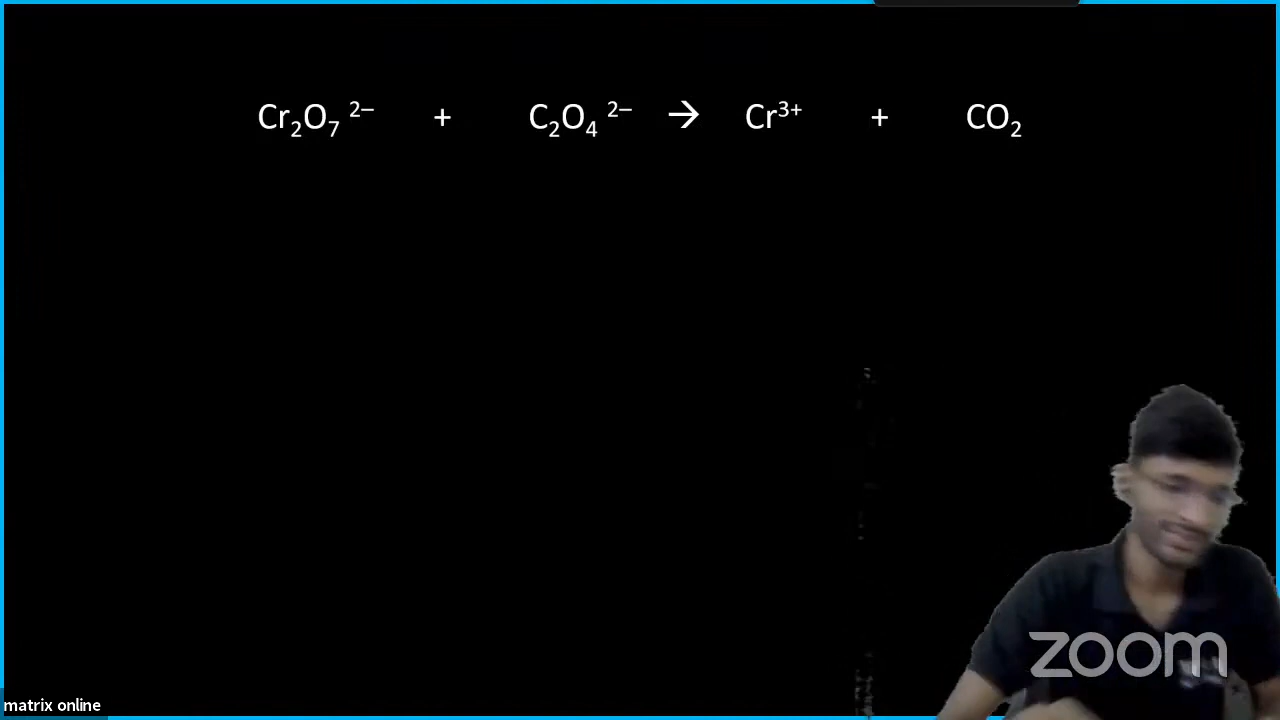 Cr₂O₇ ²⁻ + C₂O₄ ²⁻ → Cr³⁺ + CO₂
zoom
matrix online